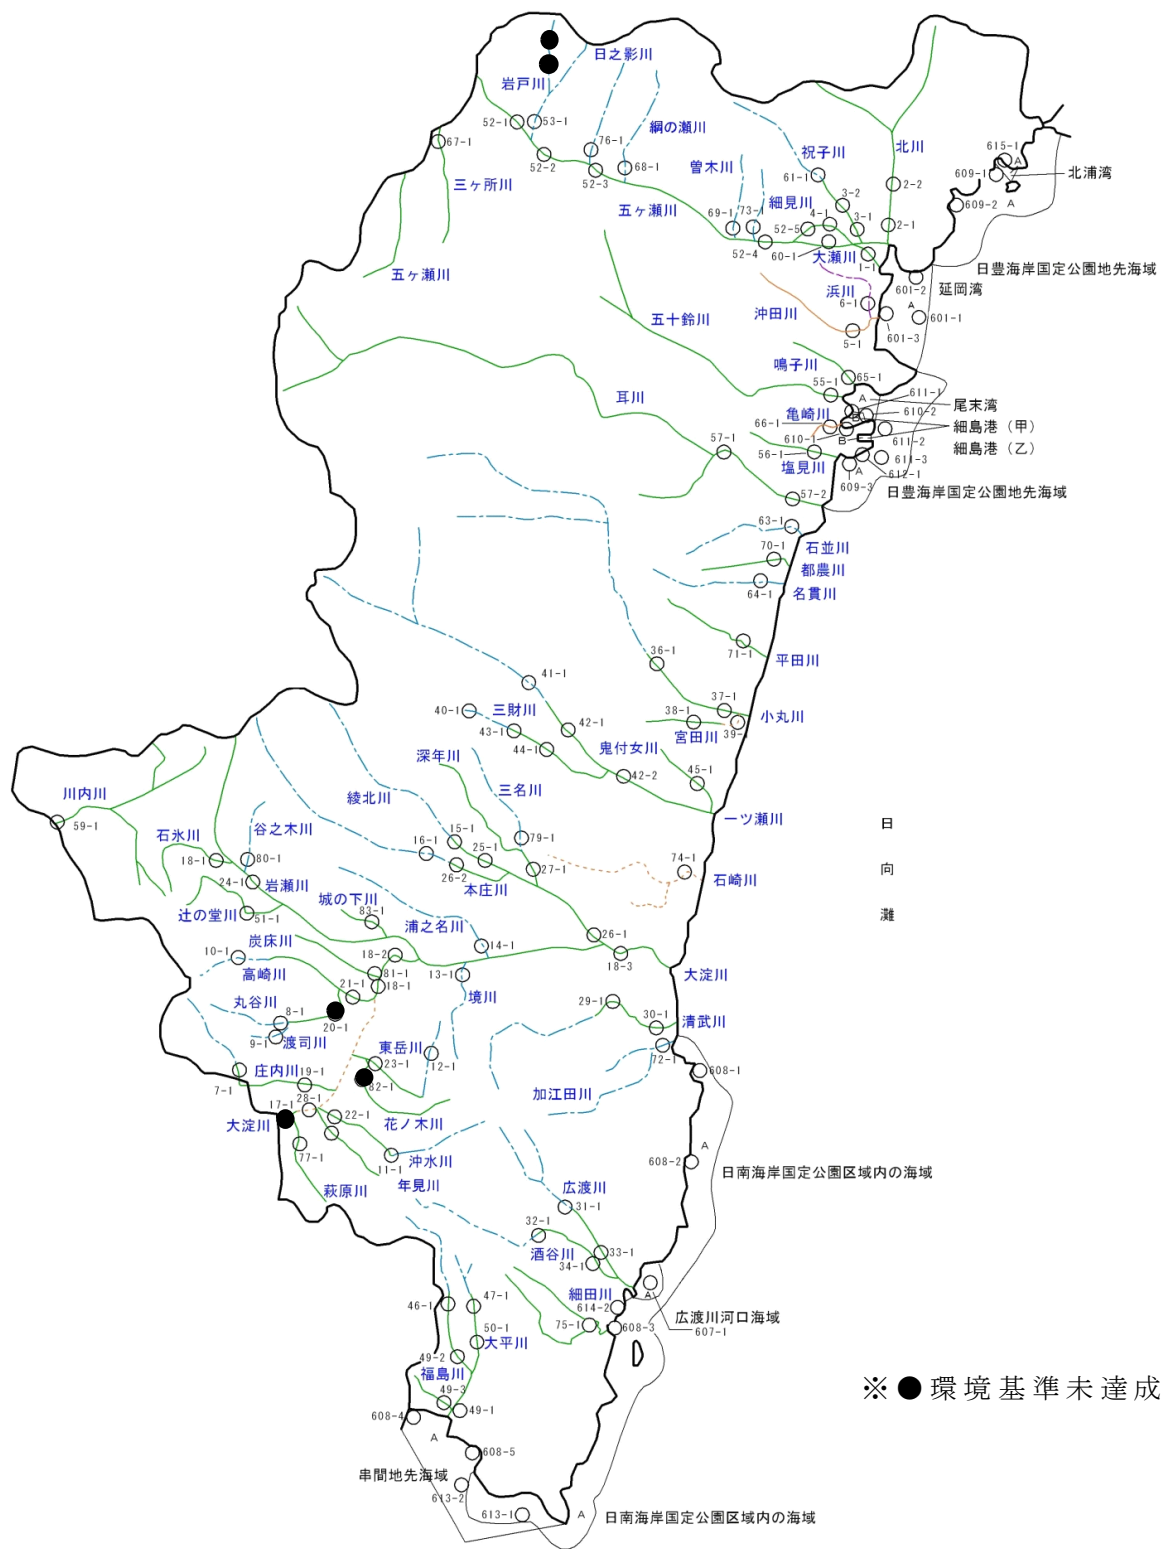 日之影川
岩戸川
52-1
53-1
綱の瀬川
67-1
76-1
52-2
52-3
68-1
曽木川
祝子川
61-1
北川
615-1
A
609-1
北浦湾
三ヶ所川
2-2
3-2
細見川
609-2
A
五ヶ瀬川
69-1
73-1
4-1
52-5
3-1
2-1
52-4
60-1
大瀬川
1-1
五ヶ瀬川
日豊海岸国定公園地先海域
601-2
延岡湾
浜川
6-1
A
沖田川
601-1
五十鈴川
5-1
601-3
鳴子川
65-1
55-1
611-1
A
尾末湾
耳川
亀崎川
610-2
66-1
細島港（甲）
610-1
B
611-2
57-1
細島港（乙）
56-1
塩見川
611-3
A
612-1
609-3
日豊海岸国定公園地先海域
57-2
63-1
石並川
70-1
都農川
64-1
名貫川
71-1
平田川
36-1
41-1
37-1
小丸川
40-1
三財川
38-1
宮田川
39-1
43-1
42-1
鬼付女川
44-1
深年川
42-2
45-1
三名川
川内川
綾北川
一ツ瀬川
59-1
日
向
灘
石氷川
谷之木川
15-1
79-1
16-1
18-1
80-1
25-1
74-1
石崎川
24-1
岩瀬川
26-2
27-1
本庄川
城の下川
辻の堂川
51-1
83-1
浦之名川
炭床川
26-1
10-1
18-2
14-1
18-3
高崎川
81-1
13-1
大淀川
21-1
18-1
境川
丸谷川
29-1
8-1
20-1
30-1
清武川
9-1
渡司川
東岳川
72-1
23-1
12-1
庄内川
19-1
608-1
7-1
82-1
加江田川
28-1
17-1
22-1
大淀川
花ノ木川
77-1
A
沖水川
608-2
11-1
日南海岸国定公園区域内の海域
萩原川
年見川
広渡川
31-1
32-1
酒谷川
33-1
34-1
細田川
A
46-1
47-1
614-2
広渡川河口海域
75-1
608-3
607-1
50-1
大平川
49-2
福島川
※●環境基準未達成
49-3
49-1
608-4
A
608-5
串間地先海域
613-2
613-1
A
日南海岸国定公園区域内の海域